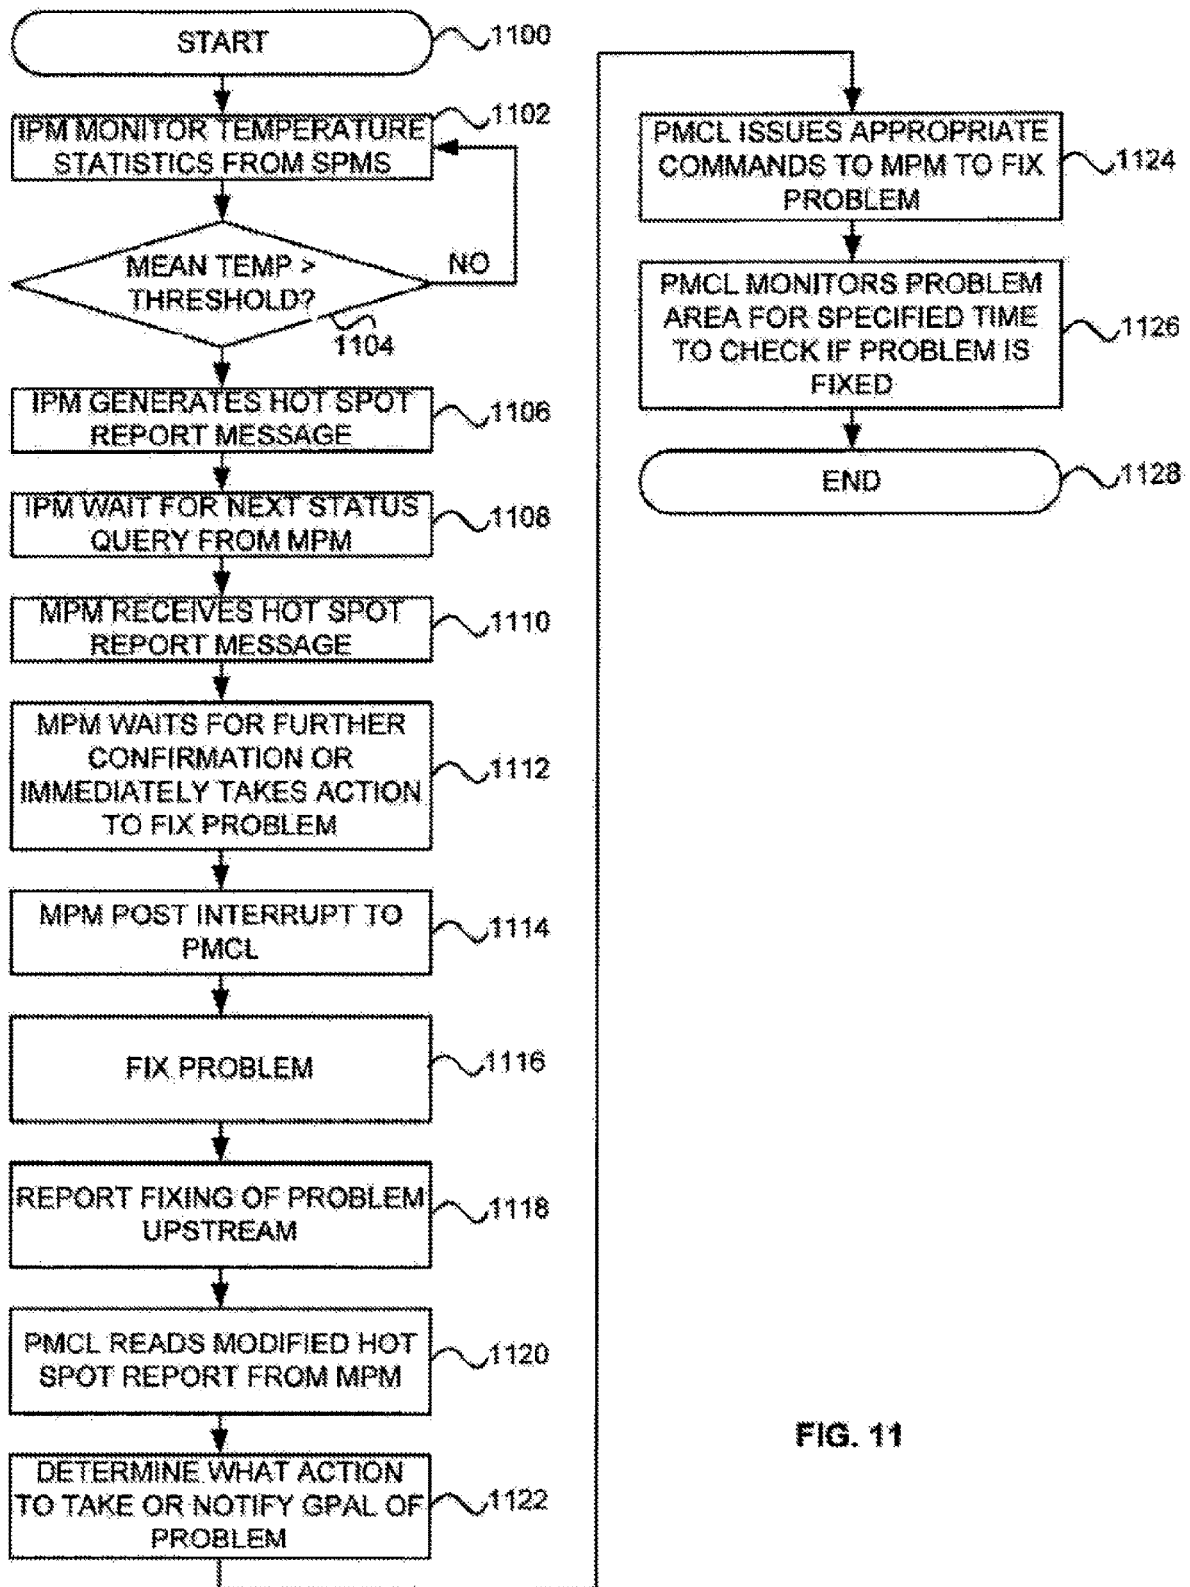 START
1100
IPM MONITOR TEMPERATURE
STATISTICS FROM SPMS
1102
MEAN TEMP >
THRESHOLD?
NO
1104
IPM GENERATES HOT SPOT
REPORT MESSAGE
1106
IPM WAIT FOR NEXT STATUS
QUERY FROM MPM
1108
MPM RECEIVES HOT SPOT
REPORT MESSAGE
1110
MPM WAITS FOR FURTHER
CONFIRMATION OR
IMMEDIATELY TAKES ACTION
TO FIX PROBLEM
1112
MPM POST INTERRUPT TO
PMCL
1114
FIX PROBLEM
1116
REPORT FIXING OF PROBLEM
UPSTREAM
1118
PMCL READS MODIFIED HOT
SPOT REPORT FROM MPM
1120
DETERMINE WHAT ACTION
TO TAKE OR NOTIFY GPAL OF
PROBLEM
1122
PMCL ISSUES APPROPRIATE
COMMANDS TO MPM TO FIX
PROBLEM
1124
PMCL MONITORS PROBLEM
AREA FOR SPECIFIED TIME
TO CHECK IF PROBLEM IS
FIXED
1126
END
1128
FIG. 11